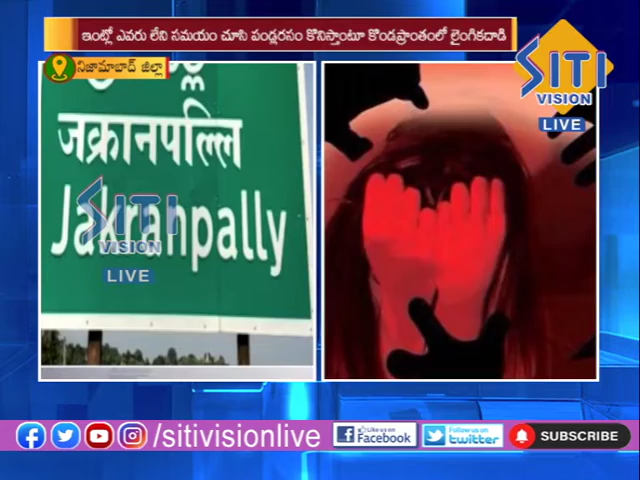 ఇంట్లో ఎవరు లేని సమయం చూసి పండ్లరసం కొనిస్తాంటూ కొండప్రాంతంలో లైంగికదాడి
నిజామాబాద్ జిల్లా
SITI
VISION
LIVE
जक्रानपल्लि
Jakranpally
SITI
VISION
LIVE
/sitivisionlive
Like us on
Facebook
Follow us on
twitter
SUBSCRIBE